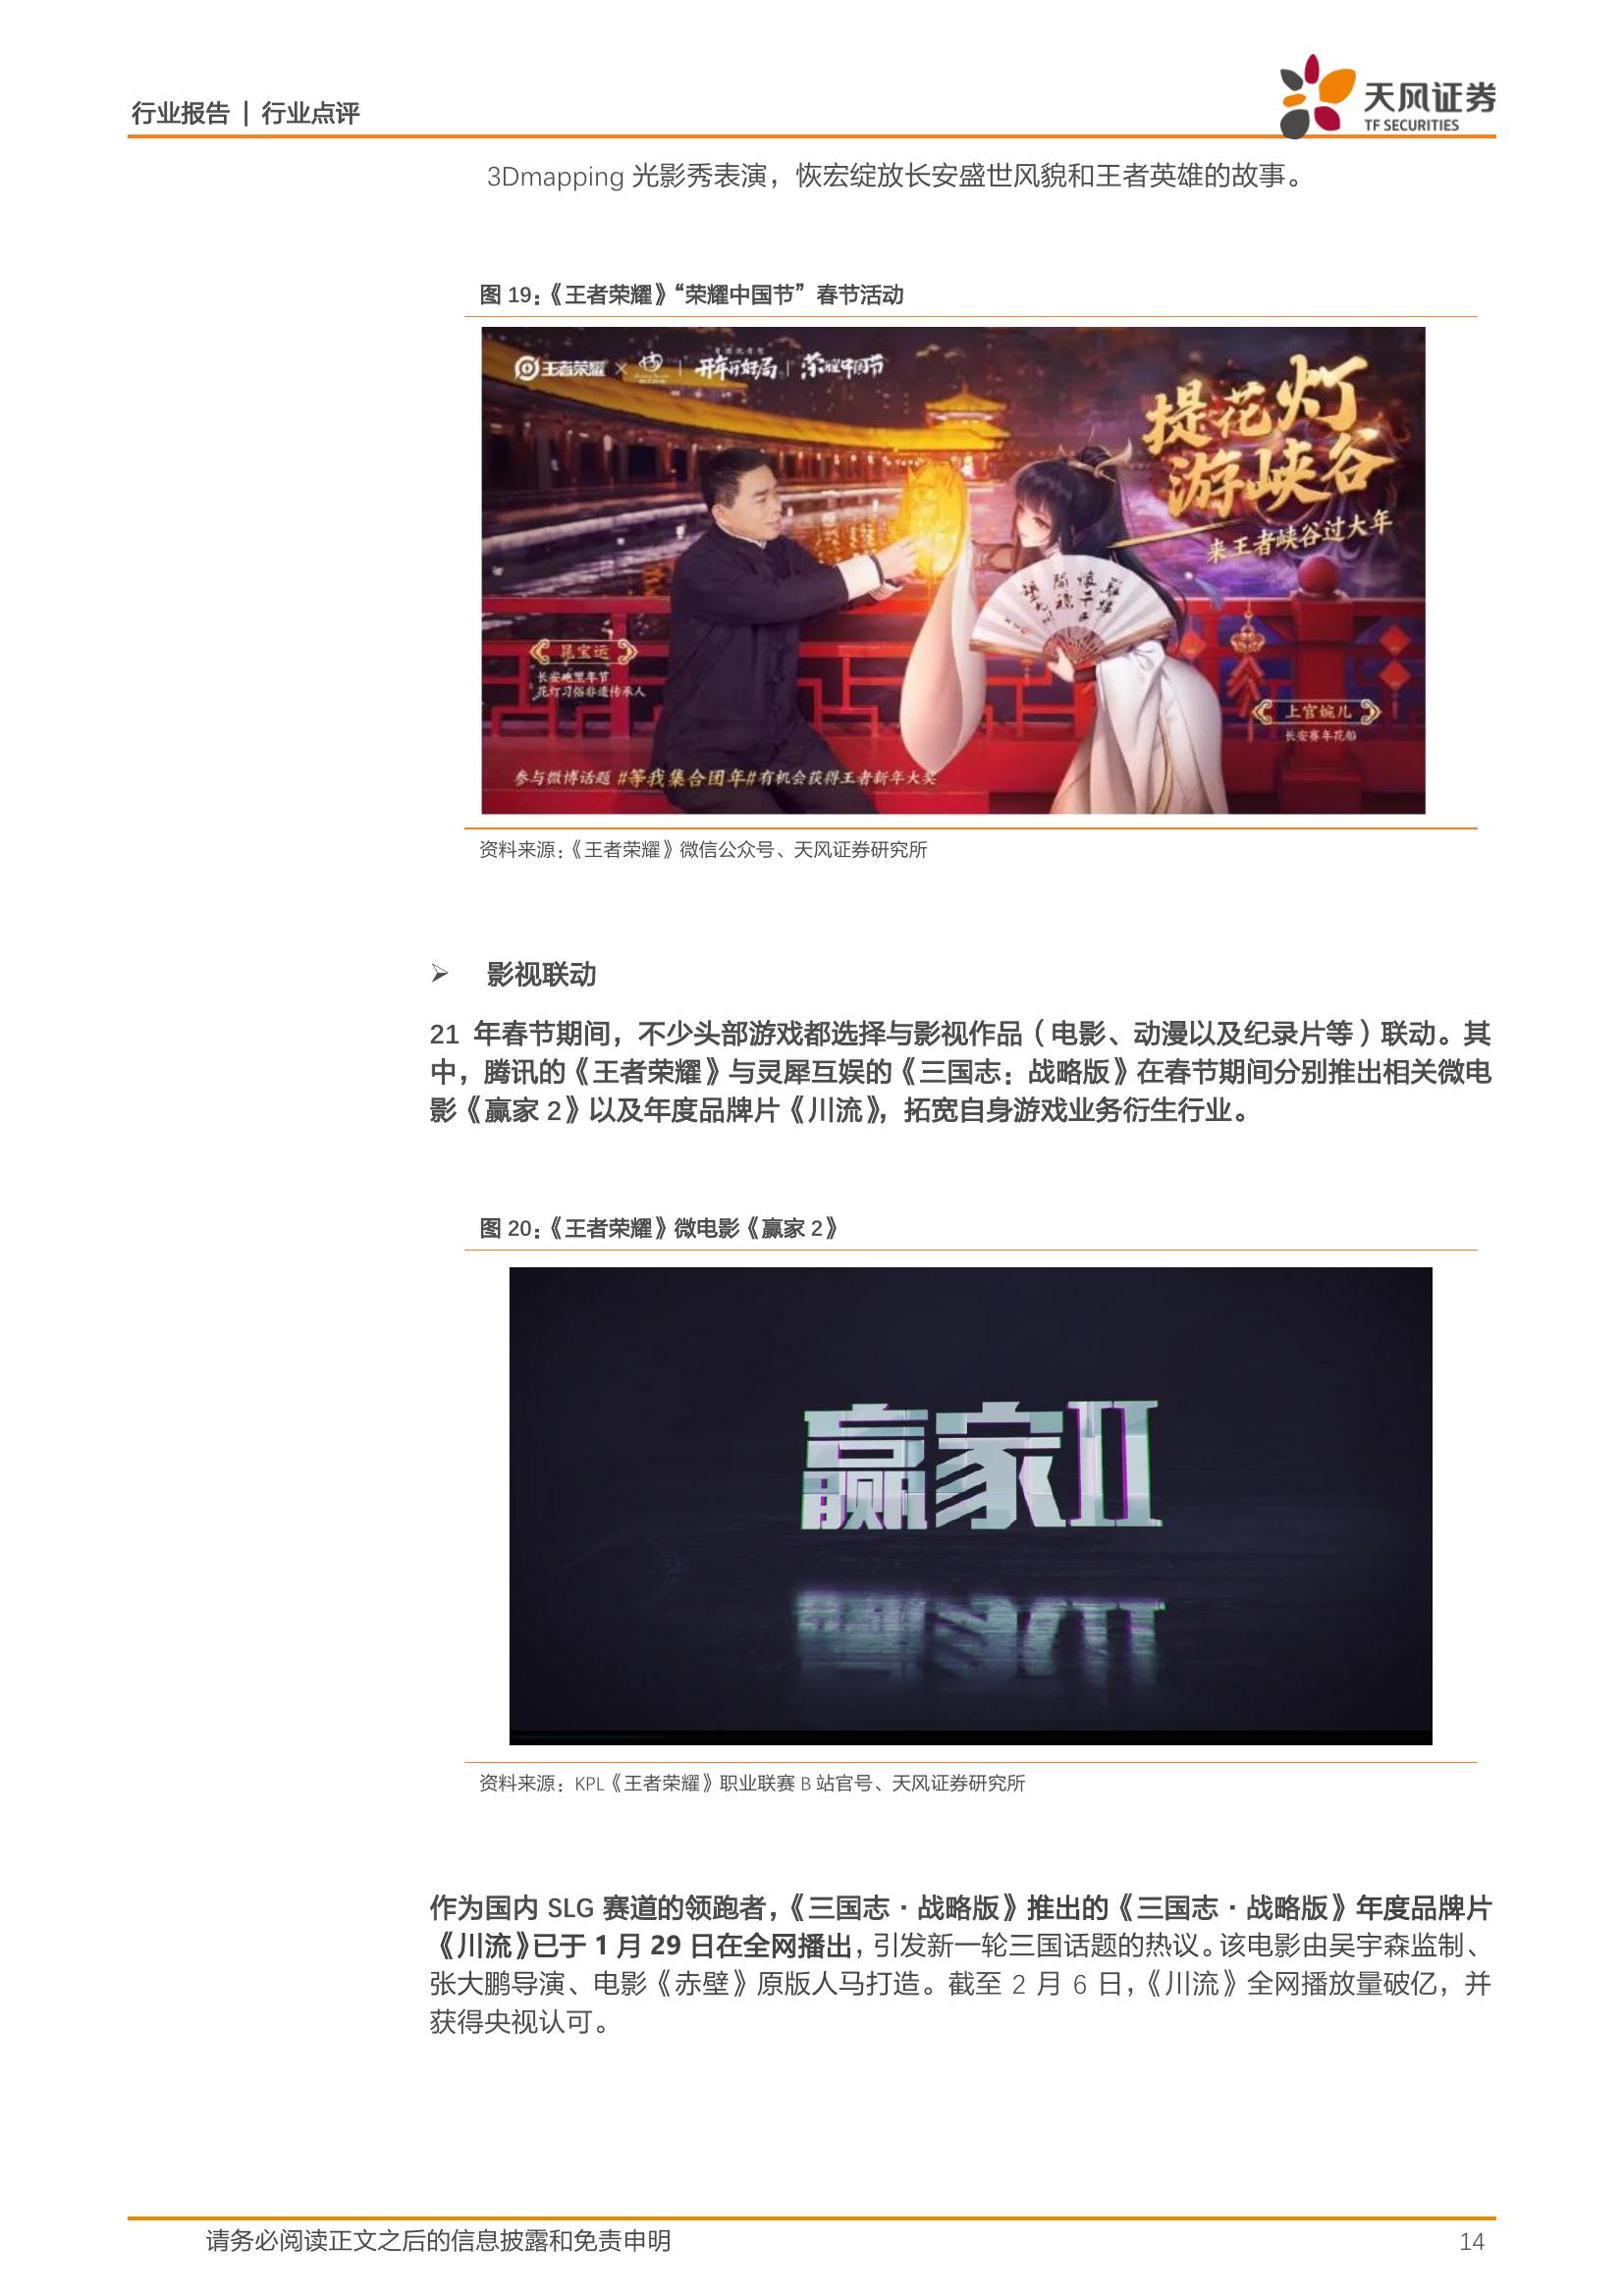 行业报告 | 行业点评
天风证券
TF SECURITIES
3Dmapping 光影秀表演，恢宏绽放长安盛世风貌和王者英雄的故事。
图 19：《王者荣耀》“荣耀中国节”春节活动
王者荣耀 × | 开年有好局 | 荣耀中国节
提花灯
游峡谷
来王者峡谷过大年
长安地里年节
花灯习俗非遗传承人
上官婉儿
参与微博话题 #等我集合团年# 有机会获得王者新年大奖
资料来源：《王者荣耀》微信公众号、天风证券研究所
➢ 影视联动
21 年春节期间，不少头部游戏都选择与影视作品（电影、动漫以及纪录片等）联动。其
中，腾讯的《王者荣耀》与灵犀互娱的《三国志：战略版》在春节期间分别推出相关微电
影《赢家 2》以及年度品牌片《川流》，拓宽自身游戏业务衍生行业。
图 20：《王者荣耀》微电影《赢家 2》
赢家II
资料来源：KPL《王者荣耀》职业联赛 B 站官号、天风证券研究所
作为国内 SLG 赛道的领跑者，《三国志·战略版》推出的《三国志·战略版》年度品牌片
《川流》已于 1 月 29 日在全网播出，引发新一轮三国话题的热议。该电影由吴宇森监制、
张大鹏导演、电影《赤壁》原版人马打造。截至 2 月 6 日，《川流》全网播放量破亿，并
获得央视认可。
请务必阅读正文之后的信息披露和免责申明
14